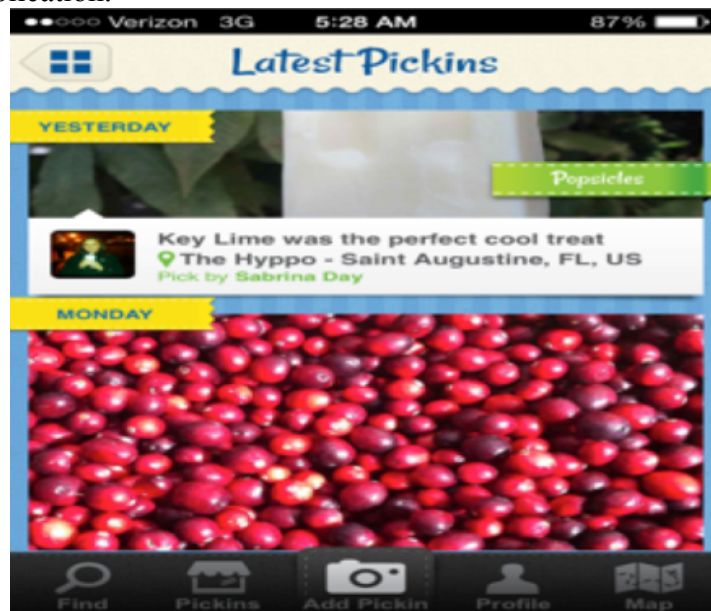 Verizon 3G 5:28 AM 87%
Latest Pickins
YESTERDAY
Popsicles
Key Lime was the perfect cool treat
The Hyppo - Saint Augustine, FL, US
Pick by Sabrina Day
MONDAY
Find Pickins Add Pickin Profile Map